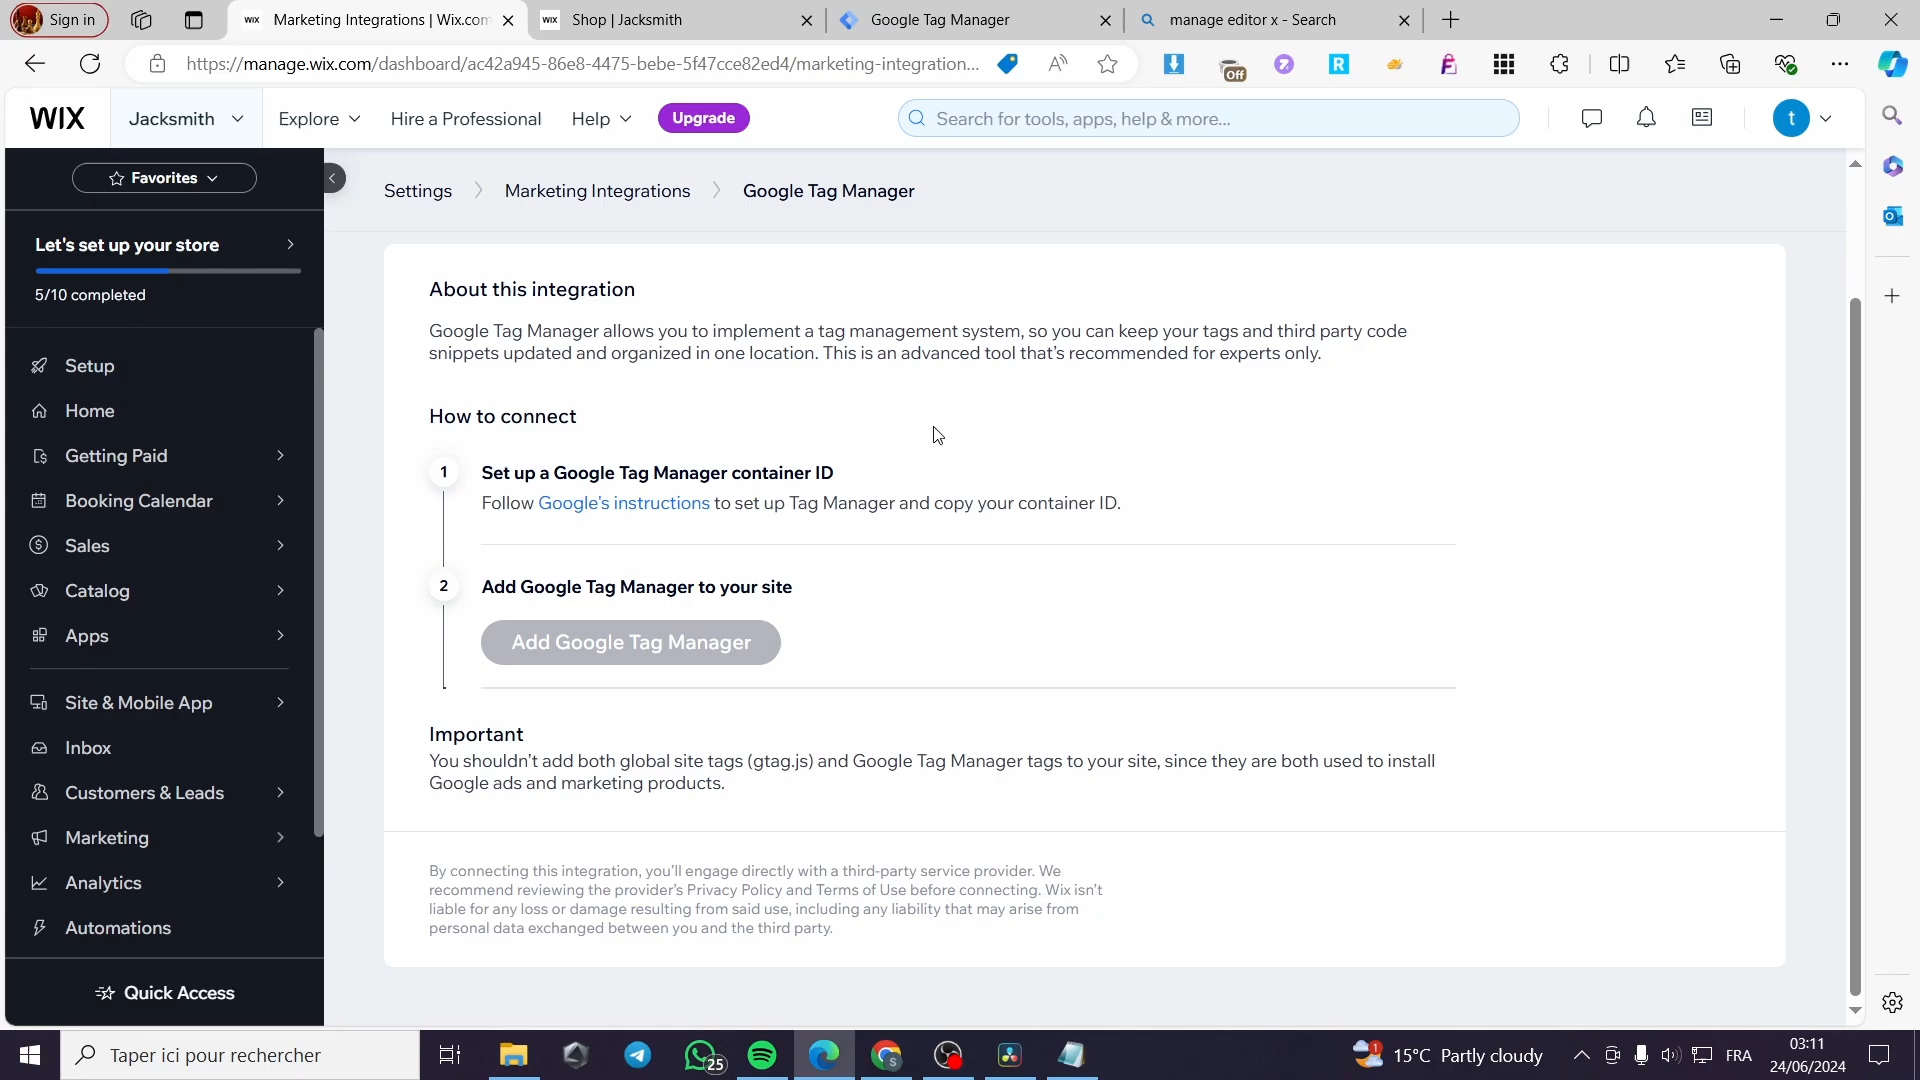 Sign in
Marketing Integrations | Wix.com
Shop | Jacksmith
Google Tag Manager
manage editor x - Search
https://manage.wix.com/dashboard/ac42a945-86e8-4475-bebe-5f47cce82ed4/marketing-integration...
Off
WIX
Jacksmith
Explore
Hire a Professional
Help
Upgrade
Search for tools, apps, help & more...
t
Favorites
Let's set up your store
5/10 completed
Setup
Home
Getting Paid
Booking Calendar
Sales
Catalog
Apps
Site & Mobile App
Inbox
Customers & Leads
Marketing
Analytics
Automations
Quick Access
Settings
Marketing Integrations
Google Tag Manager
About this integration
Google Tag Manager allows you to implement a tag management system, so you can keep your tags and third party code
snippets updated and organized in one location. This is an advanced tool that's recommended for experts only.
How to connect
1
Set up a Google Tag Manager container ID
Follow Google's instructions to set up Tag Manager and copy your container ID.
2
Add Google Tag Manager to your site
Add Google Tag Manager
Important
You shouldn't add both global site tags (gtag.js) and Google Tag Manager tags to your site, since they are both used to install
Google ads and marketing products.
By connecting this integration, you'll engage directly with a third-party service provider. We
recommend reviewing the provider's Privacy Policy and Terms of Use before connecting. Wix isn't
liable for any loss or damage resulting from said use, including any liability that may arise from
personal data exchanged between you and the third party.
Taper ici pour rechercher
25
15°C Partly cloudy
FRA
03:11
24/06/2024